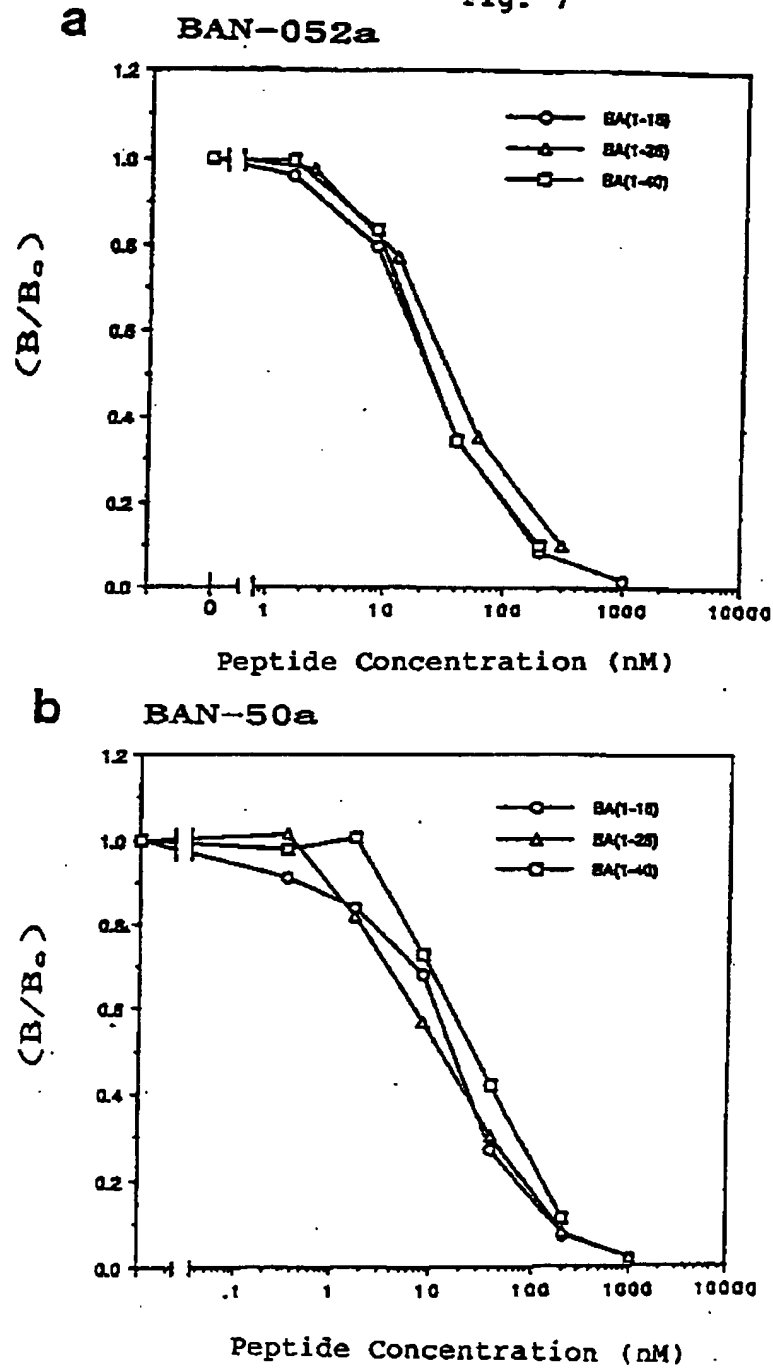 Fig. 7
a BAN-052a
1.2
1.0
0.8
0.6
0.4
0.2
0.0
(B/B₀)
BA(1-16)
BA(1-28)
BA(1-40)
0 1 10 100 1000 10000
Peptide Concentration (nM)
b BAN-50a
1.2
1.0
0.8
0.6
0.4
0.2
0.0
(B/B₀)
BA(1-16)
BA(1-28)
BA(1-40)
.1 1 10 100 1000 10000
Peptide Concentration (nM)